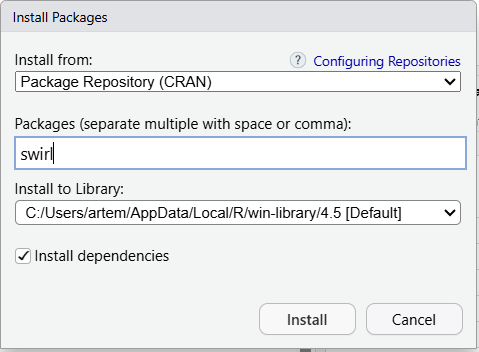 Install Packages
Install from:
? Configuring Repositories
Package Repository (CRAN)
Packages (separate multiple with space or comma):
swirl
Install to Library:
C:/Users/artem/AppData/Local/R/win-library/4.5 [Default]
Install dependencies
Install Cancel